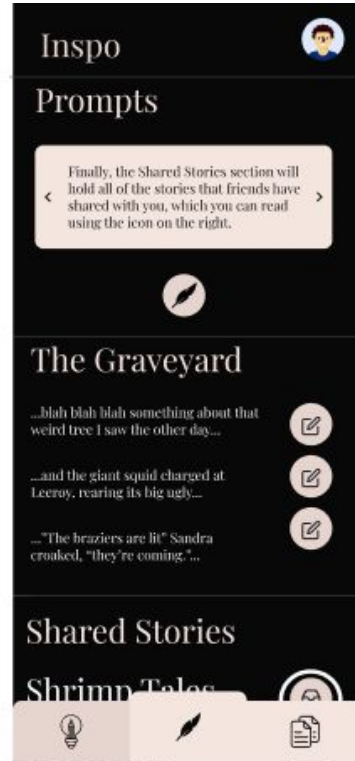 Inspo
Prompts
Finally, the Shared Stories section will
hold all of the stories that friends have
shared with you, which you can read
using the icon on the right.
The Graveyard
...blah blah blah something about that
weird tree I saw the other day...
...and the giant squid charged at
Leeroy, rearing its big ugly...
..."The braziers are lit" Sandra
croaked, "they're coming."...
Shared Stories
Shrimp Tales